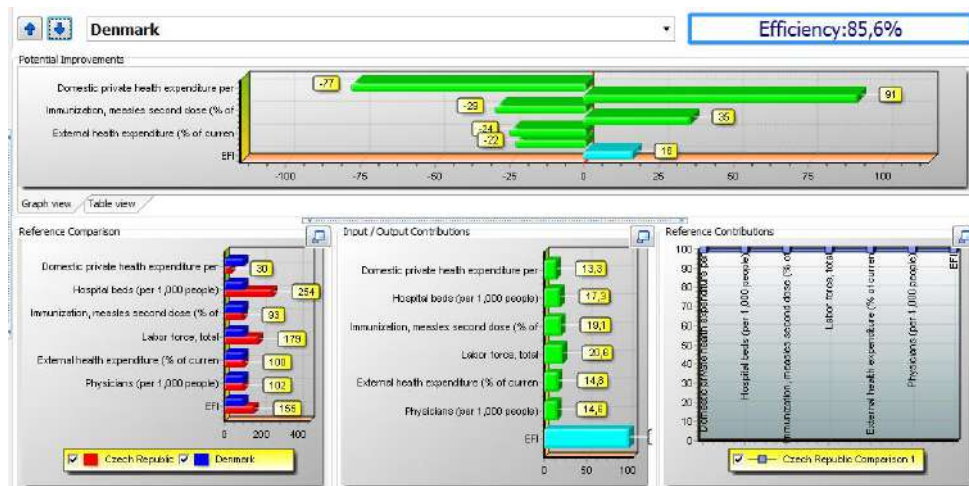 Denmark
Efficiency:85,6%
Potential Improvements
Domestic private health expenditure per
-77
91
Immunization, measles second dose (% of
-29
35
External health expenditure (% of curren
-24
-22
EFI
16
-100 -75 -50 -25 0 25 50 75 100
Graph view Table view
Reference Comparison
Domestic private health expenditure per
30
Hospital beds (per 1,000 people)
254
Immunization, measles second dose (% of
93
Labor force, total
179
External health expenditure (% of curren
100
Physicians (per 1,000 people)
102
EFI
155
0 200 400
Czech Republic Denmark
Input / Output Contributions
Domestic private health expenditure per
13,3
Hospital beds (per 1,000 people)
17,3
Immunization, measles second dose (% of
19,1
Labor force, total
20,6
External health expenditure (% of curren
14,8
Physicians (per 1,000 people)
14,6
EFI
0 50 100
Reference Contributions
100
90
80
70
60
50
40
30
20
10
0
Domestic private health expenditure per
Hospital beds (per 1,000 people)
Immunization, measles second dose (% of
Labor force, total
External health expenditure (% of curren
Physicians (per 1,000 people)
EFI
Czech Republic Comparison 1